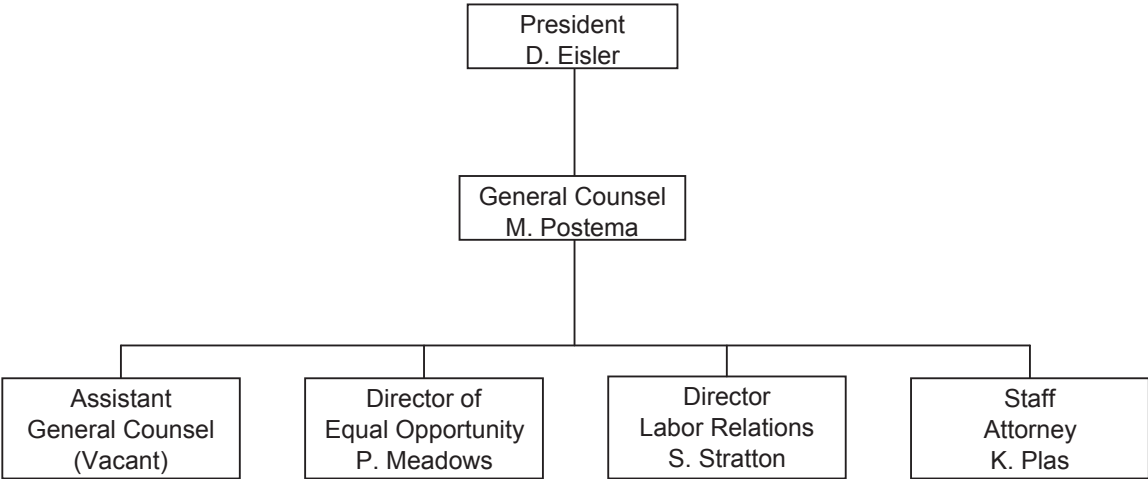 President
D. Eisler
General Counsel
M. Postema
Assistant
General Counsel
(Vacant)
Director of
Equal Opportunity
P. Meadows
Director
Labor Relations
S. Stratton
Staff
Attorney
K. Plas